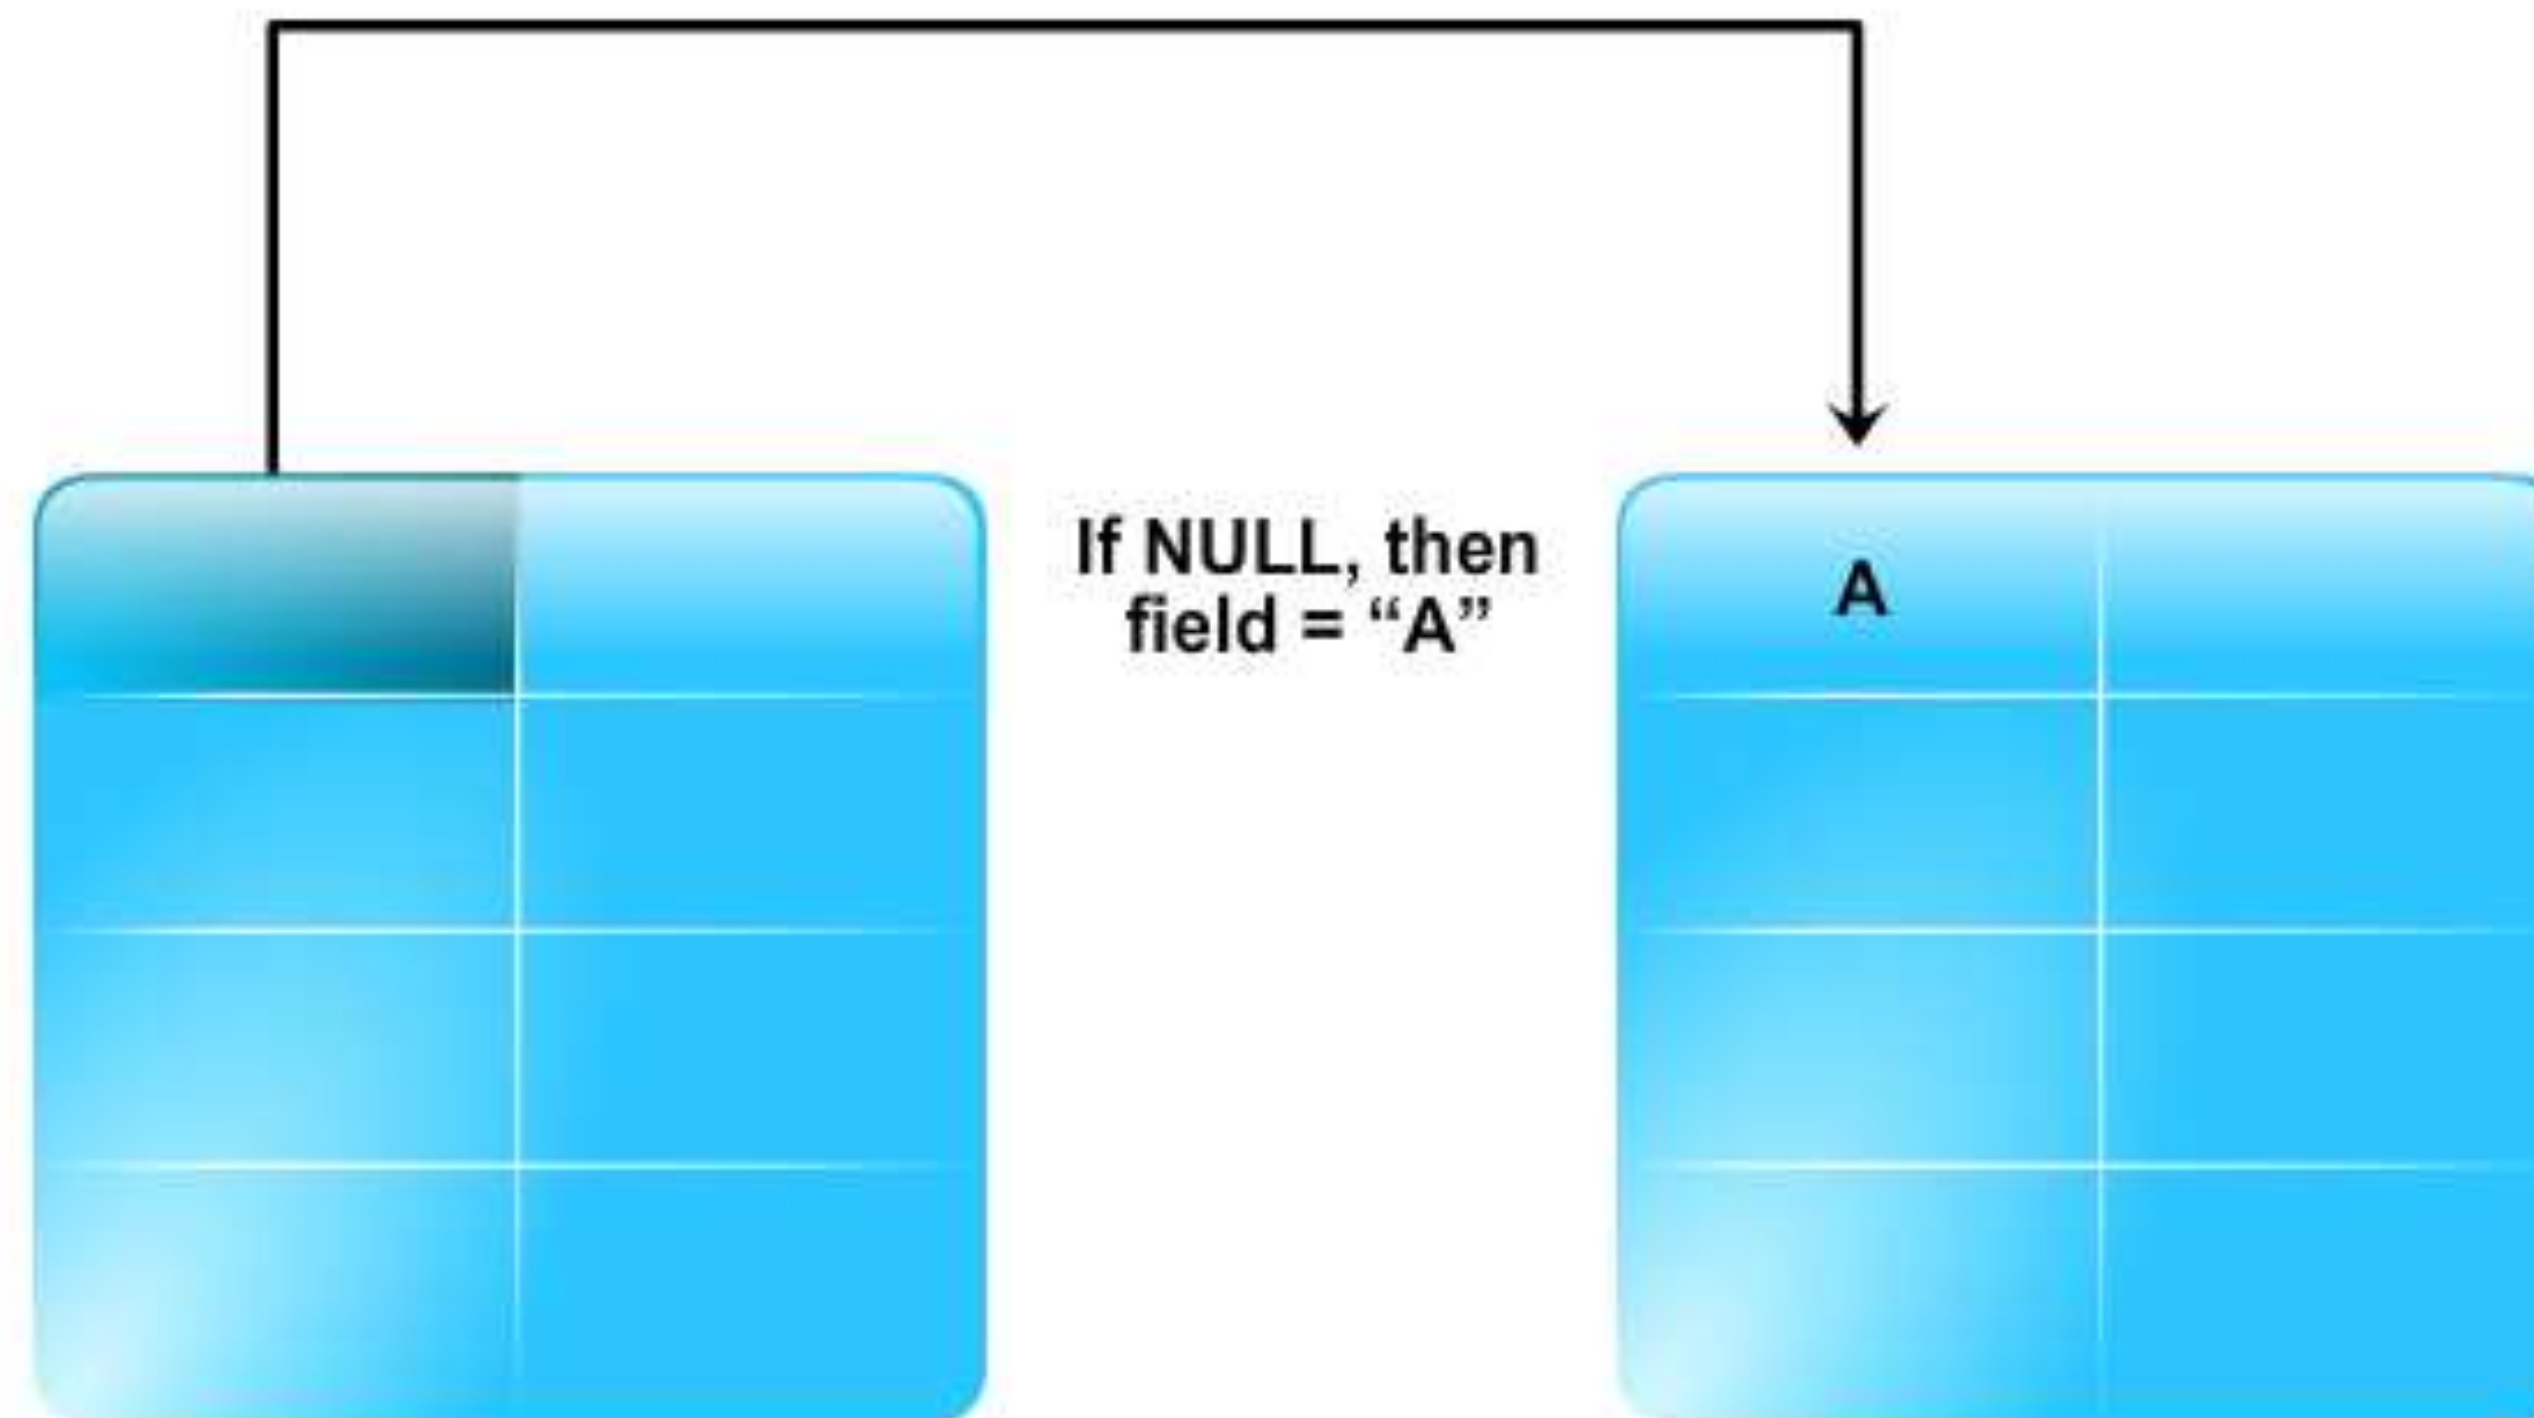 If NULL, then
field = “A”
A